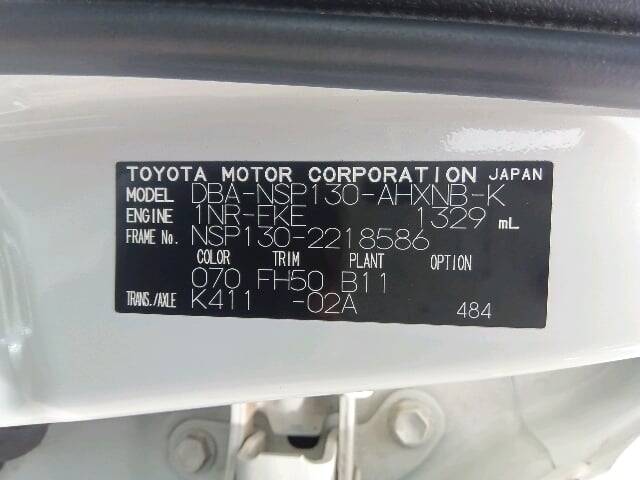 TOYOTA MOTOR CORPORATION JAPAN
MODEL DBA-NSP130-AHXNB-K
ENGINE 1NR-FKE 1329 mL
FRAME No. NSP130-2218586
COLOR TRIM PLANT OPTION
070 FH50 B11
TRANS./AXLE K411 -02A 484